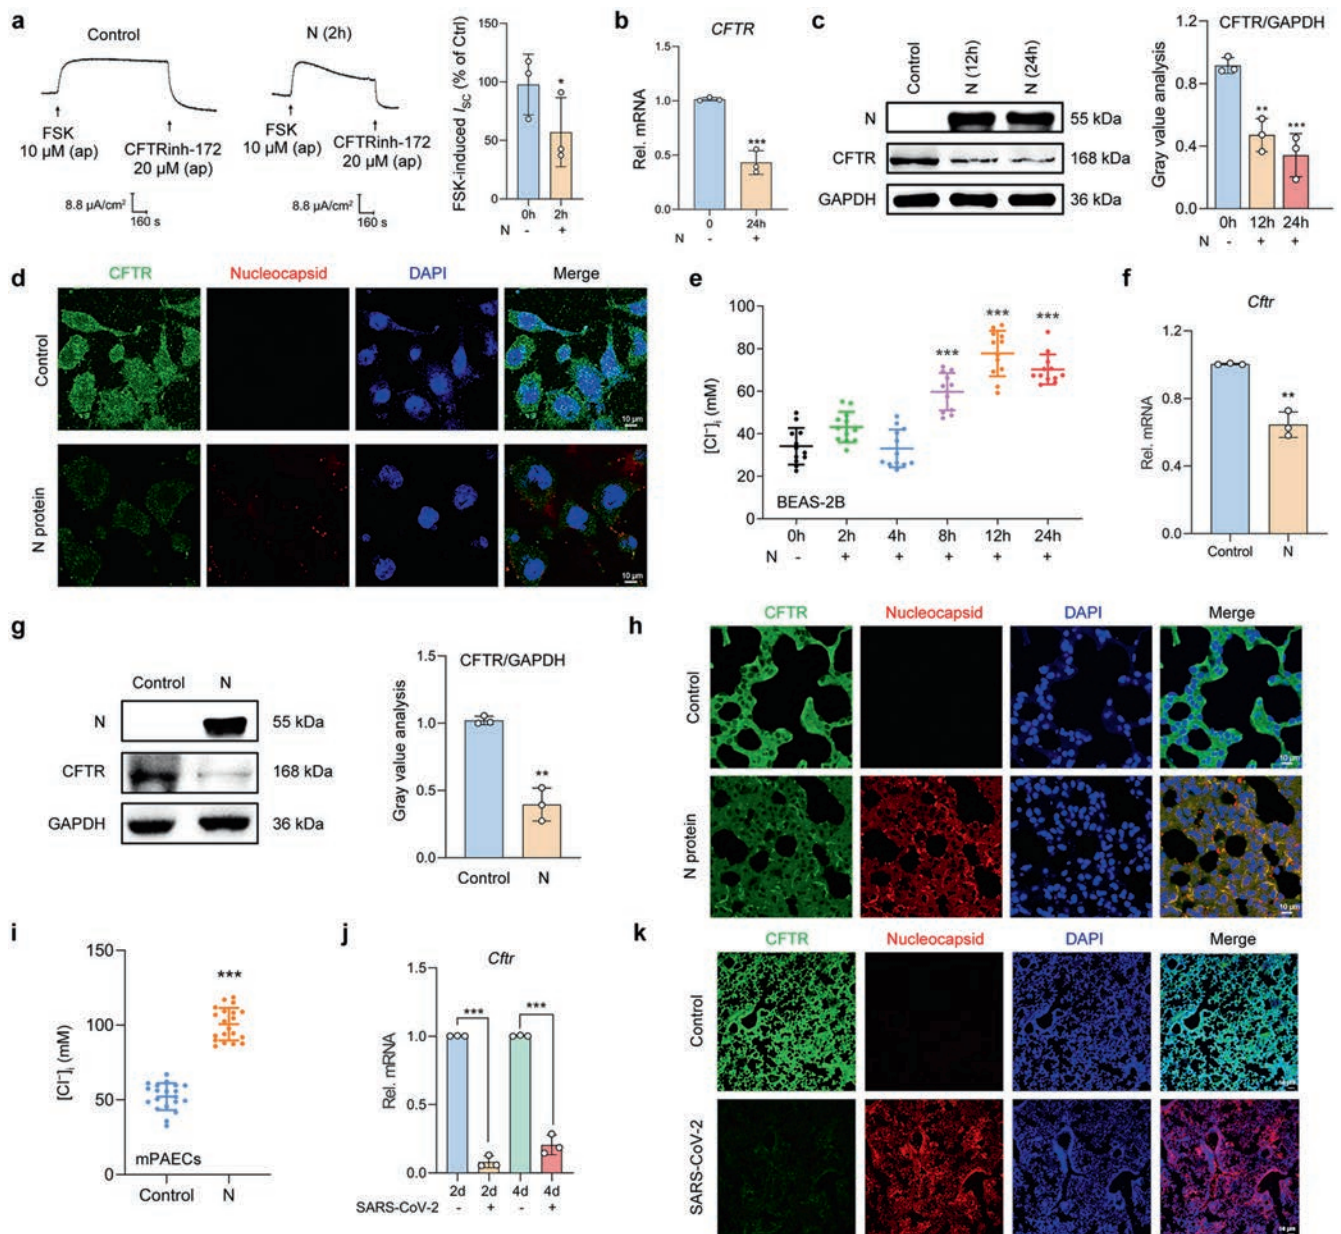 a
Control
N (2h)
FSK
10 μM (ap)
CFTRinh-172
20 μM (ap)
8.8 μA/cm²
160 s
FSK
10 μM (ap)
CFTRinh-172
20 μM (ap)
8.8 μA/cm²
160 s
FSK-induced ISC (% of Ctrl)
150
100
50
0
*
0h 2h
N - +
b
CFTR
Rel. mRNA
1.5
1.0
0.5
0.0
***
0 24h
N - +
c
Control
N (12h)
N (24h)
N 55 kDa
CFTR 168 kDa
GAPDH 36 kDa
CFTR/GAPDH
Gray value analysis
1.2
0.8
0.4
0.0
** ***
0h 12h 24h
N - + +
d
CFTR Nucleocapsid DAPI Merge
Control
10 μm
N protein
10 μm
e
[Cl⁻]i (mM)
100
80
60
40
20
0
*** *** ***
BEAS-2B
0h 2h 4h 8h 12h 24h
N - + + + + +
f
Cftr
Rel. mRNA
1.2
0.8
0.6
0.0
**
Control N
g
Control N
N 55 kDa
CFTR 168 kDa
GAPDH 36 kDa
CFTR/GAPDH
Gray value analysis
1.5
1.0
0.5
0.0
**
Control N
h
CFTR Nucleocapsid DAPI Merge
Control
10 μm
N protein
10 μm
i
[Cl⁻]i (mM)
150
100
50
0
***
mPAECs
Control N
j
Cftr
Rel. mRNA
1.5
1.0
0.5
0.0
*** ***
2d 2d 4d 4d
SARS-CoV-2 - + - +
k
CFTR Nucleocapsid DAPI Merge
Control
SARS-CoV-2